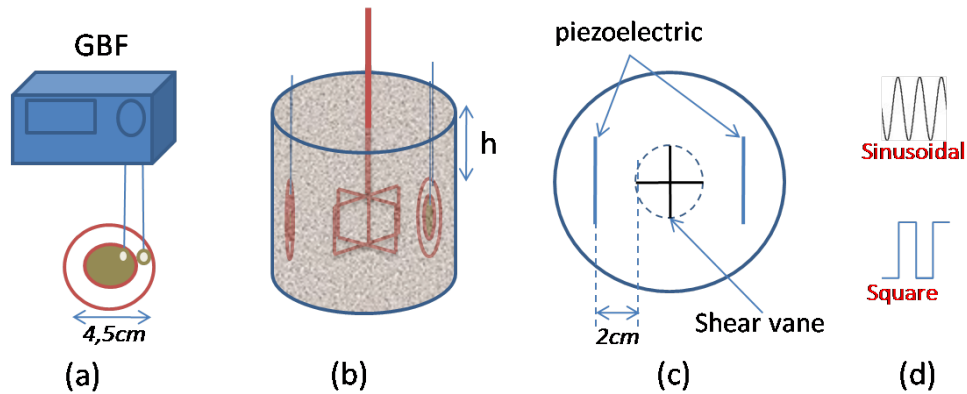 GBF
4,5cm
(a)
h
(b)
piezoelectric
2cm
Shear vane
(c)
Sinusoidal
Square
(d)